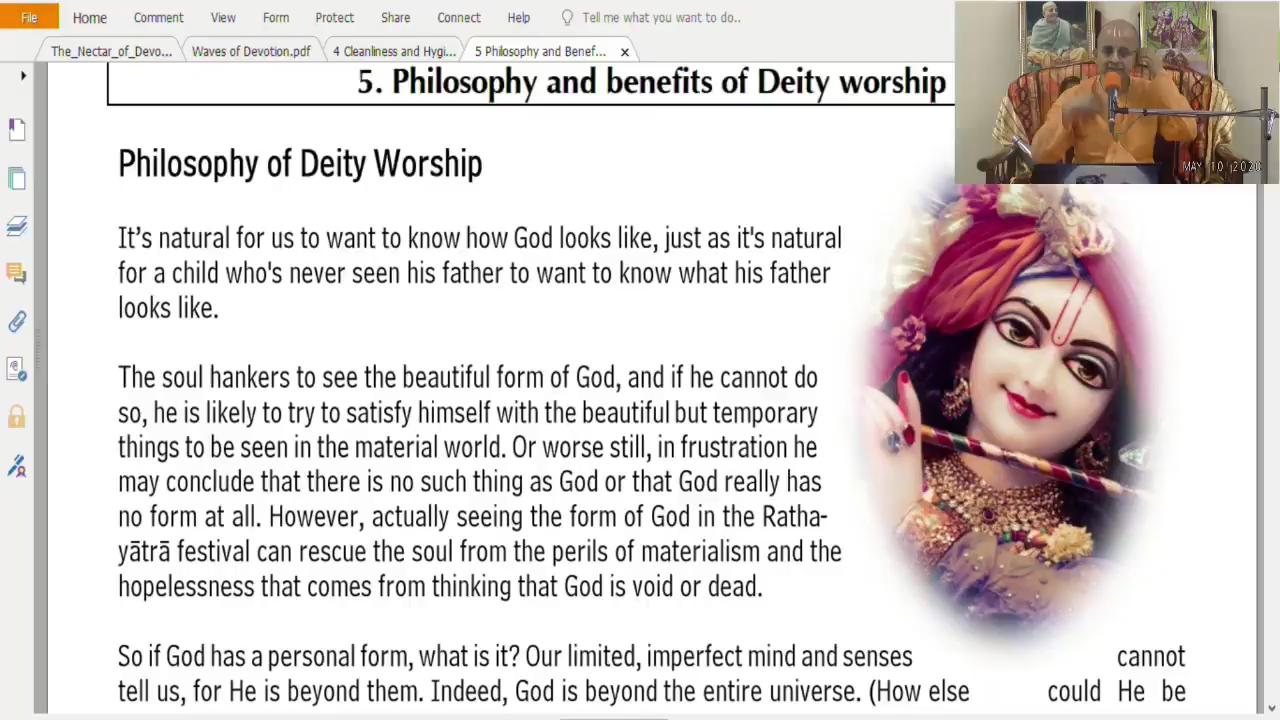 File Home Comment View Form Protect Share Connect Help Tell me what you want to do..
The_Nectar_of_Devo... Waves of Devotion.pdf 4 Cleanliness and Hygi... 5 Philosophy and Benef...
5. Philosophy and benefits of Deity worship
MAY 10 2020
Philosophy of Deity Worship
It's natural for us to want to know how God looks like, just as it's natural
for a child who's never seen his father to want to know what his father
looks like.
The soul hankers to see the beautiful form of God, and if he cannot do
so, he is likely to try to satisfy himself with the beautiful but temporary
things to be seen in the material world. Or worse still, in frustration he
may conclude that there is no such thing as God or that God really has
no form at all. However, actually seeing the form of God in the Ratha-
yātrā festival can rescue the soul from the perils of materialism and the
hopelessness that comes from thinking that God is void or dead.
So if God has a personal form, what is it? Our limited, imperfect mind and senses cannot
tell us, for He is beyond them. Indeed, God is beyond the entire universe. (How else could He be